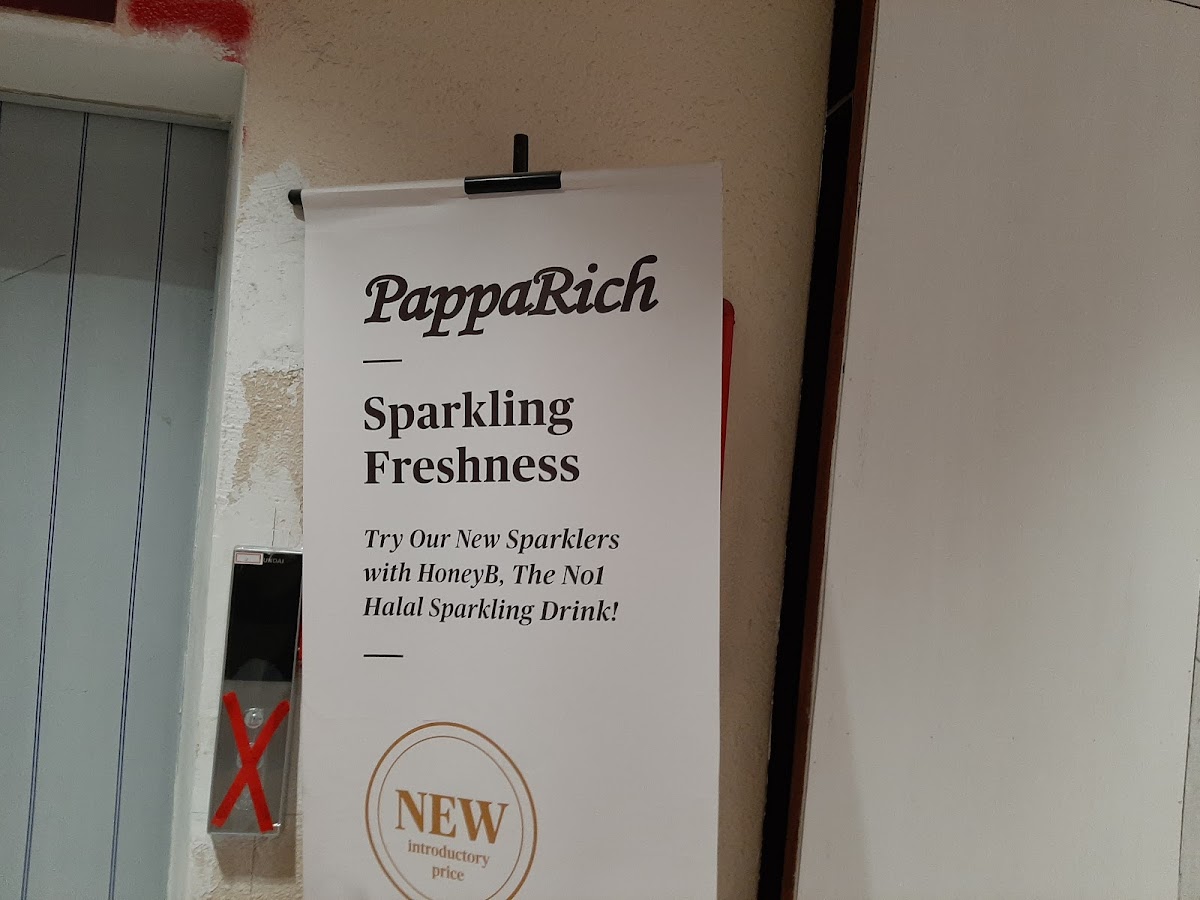 PappaRich
Sparkling
Freshness
Try Our New Sparklers
with HoneyB, The No1
Halal Sparkling Drink!
NEW
introductory
price